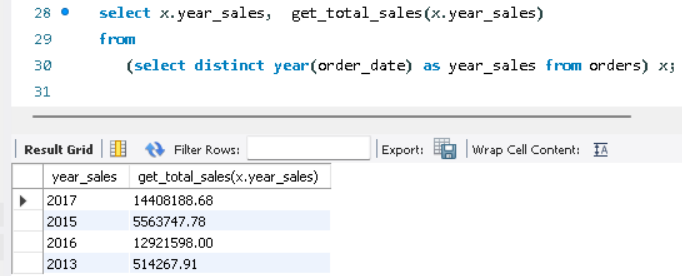 28 select x.year_sales, get_total_sales(x.year_sales)
29 from
30 (select distinct year(order_date) as year_sales from orders) x;
31
Result Grid Filter Rows: Export: Wrap Cell Content: IA
year_sales get_total_sales(x.year_sales)
2017 14408188.68
2015 5563747.78
2016 12921598.00
2013 514267.91